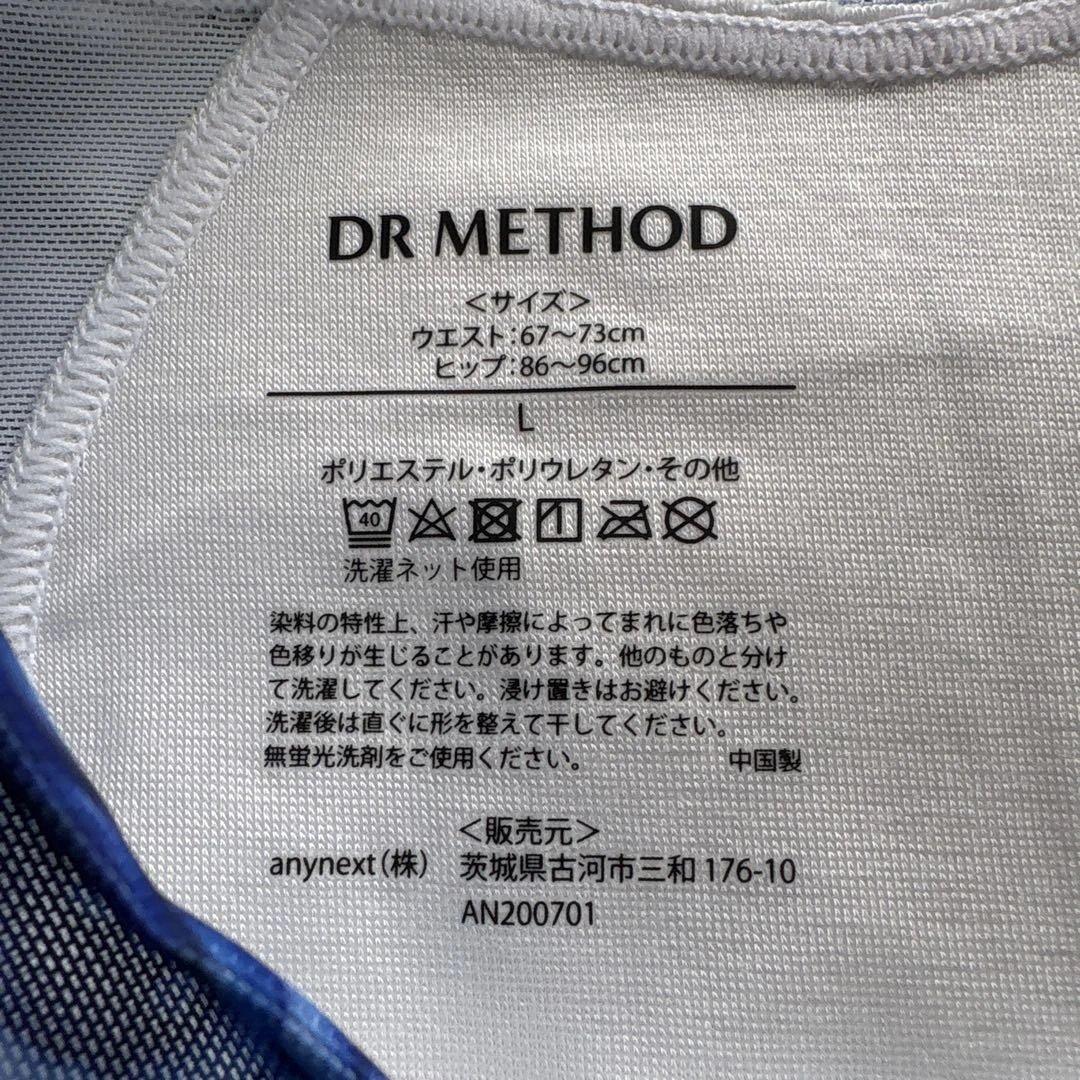 DR METHOD
＜サイズ＞
ウエスト：67〜73cm
ヒップ：86〜96cm
L
ポリエステル・ポリウレタン・その他
40
洗濯ネット使用
染料の特性上、汗や摩擦によってまれに色落ちや
色移りが生じることがあります。他のものと分け
て洗濯してください。浸け置きはお避けください。
洗濯後は直ぐに形を整えて干してください。
無蛍光洗剤をご使用ください。 中国製
＜販売元＞
anynext（株） 茨城県古河市三和 176-10
AN200701